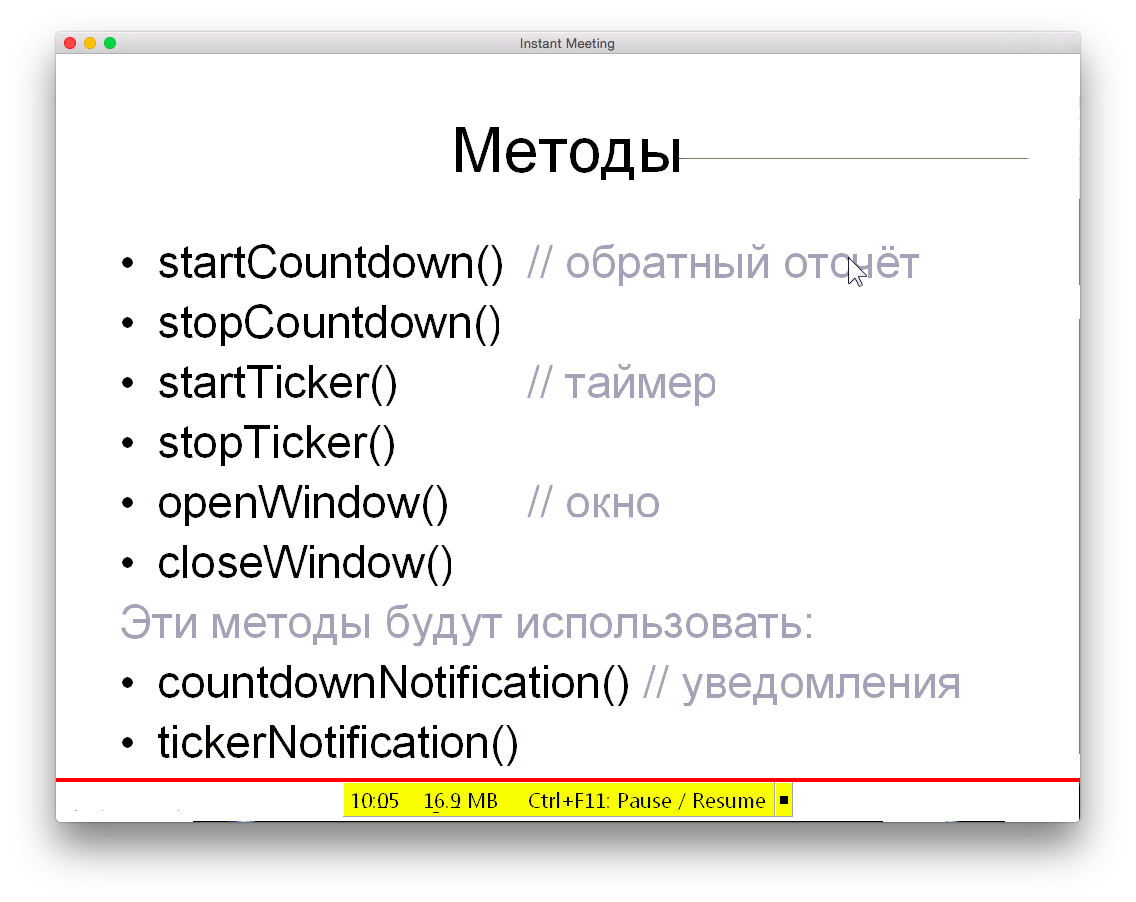 Instant Meeting
Методы
• startCountdown() // обратный отсчёт
• stopCountdown()
• startTicker() // таймер
• stopTicker()
• openWindow() // окно
• closeWindow()
Эти методы будут использовать:
• countdownNotification() // уведомления
• tickerNotification()
10:05 16.9 MB Ctrl+F11: Pause / Resume